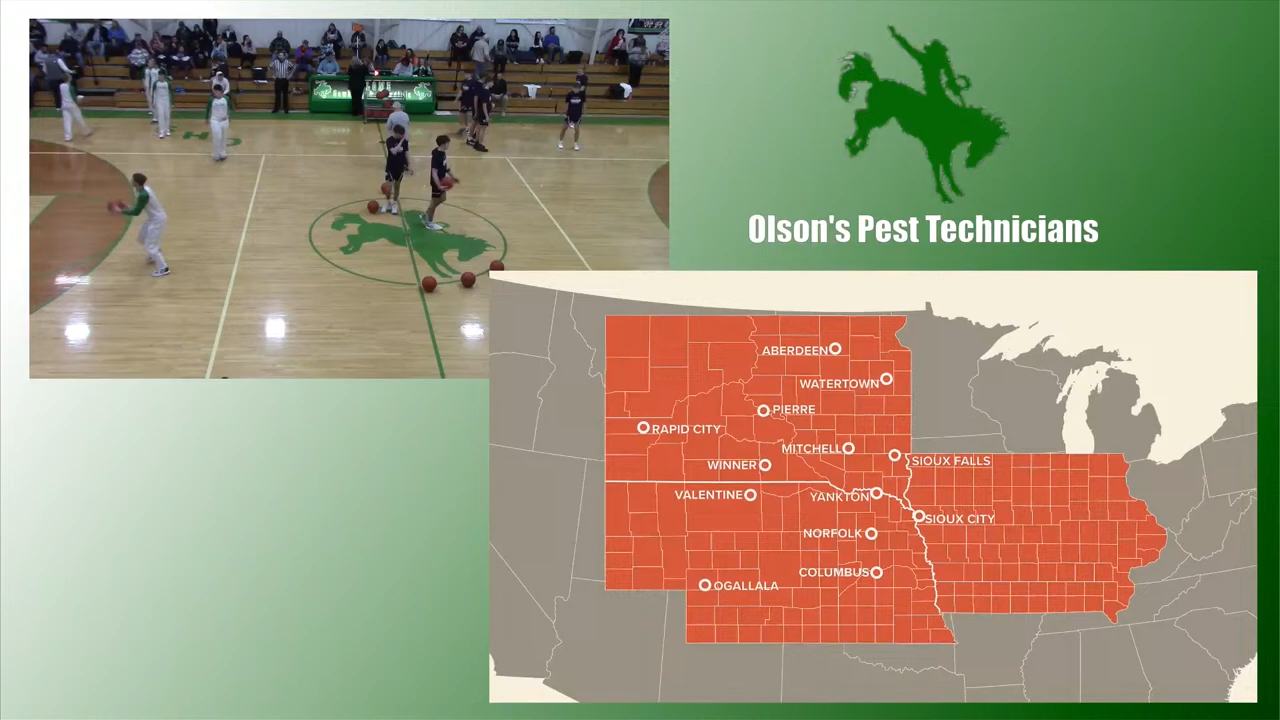 Olson's Pest Technicians
ABERDEEN
WATERTOWN
PIERRE
RAPID CITY
MITCHELL
SIOUX FALLS
WINNER
VALENTINE
YANKTON
SIOUX CITY
NORFOLK
COLUMBUS
OGALLALA